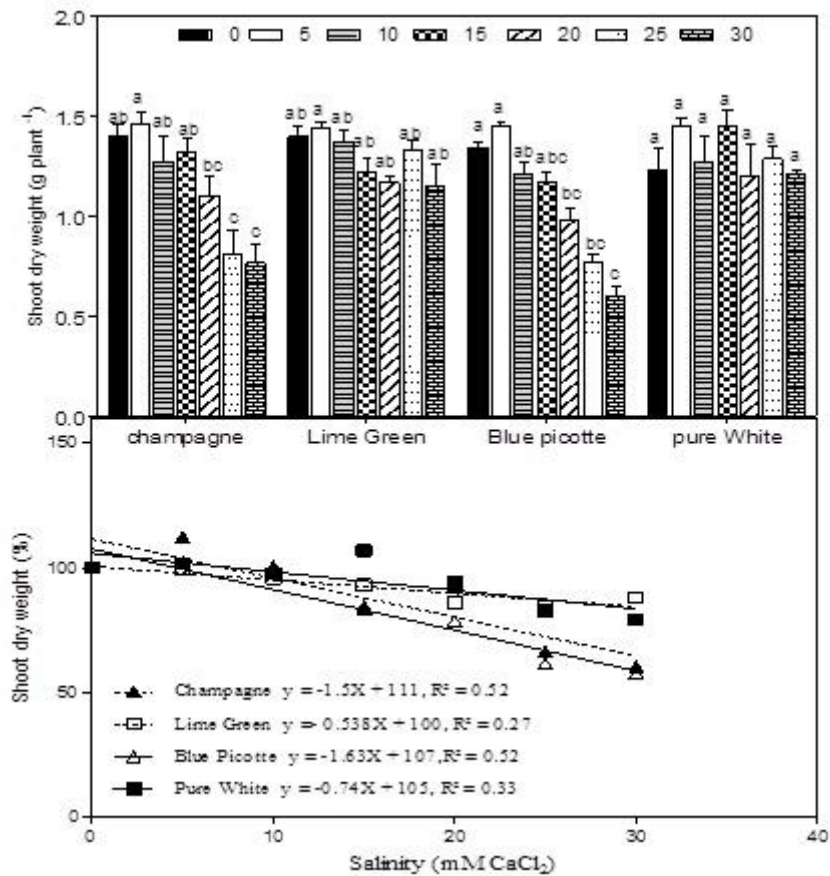 2.0
0 5 10 15 20 25 30
Shoot dry weight (g plant ⁻¹)
1.5
1.0
0.5
0.0
ab a ab ab bc c c
ab a ab ab ab ab ab
a a ab abc bc bc c
a a a a a a a
champagne Lime Green Blue picotte pure White
150
Shoot dry weight (%)
100
50
0
Champagne y = -1.5X + 111, R² = 0.52
Lime Green y = 0.538X + 100, R² = 0.27
Blue Picotte y = -1.63X + 107, R² = 0.52
Pure White y = -0.74X + 105, R² = 0.33
0 10 20 30 40
Salinity (mM CaCl₂)